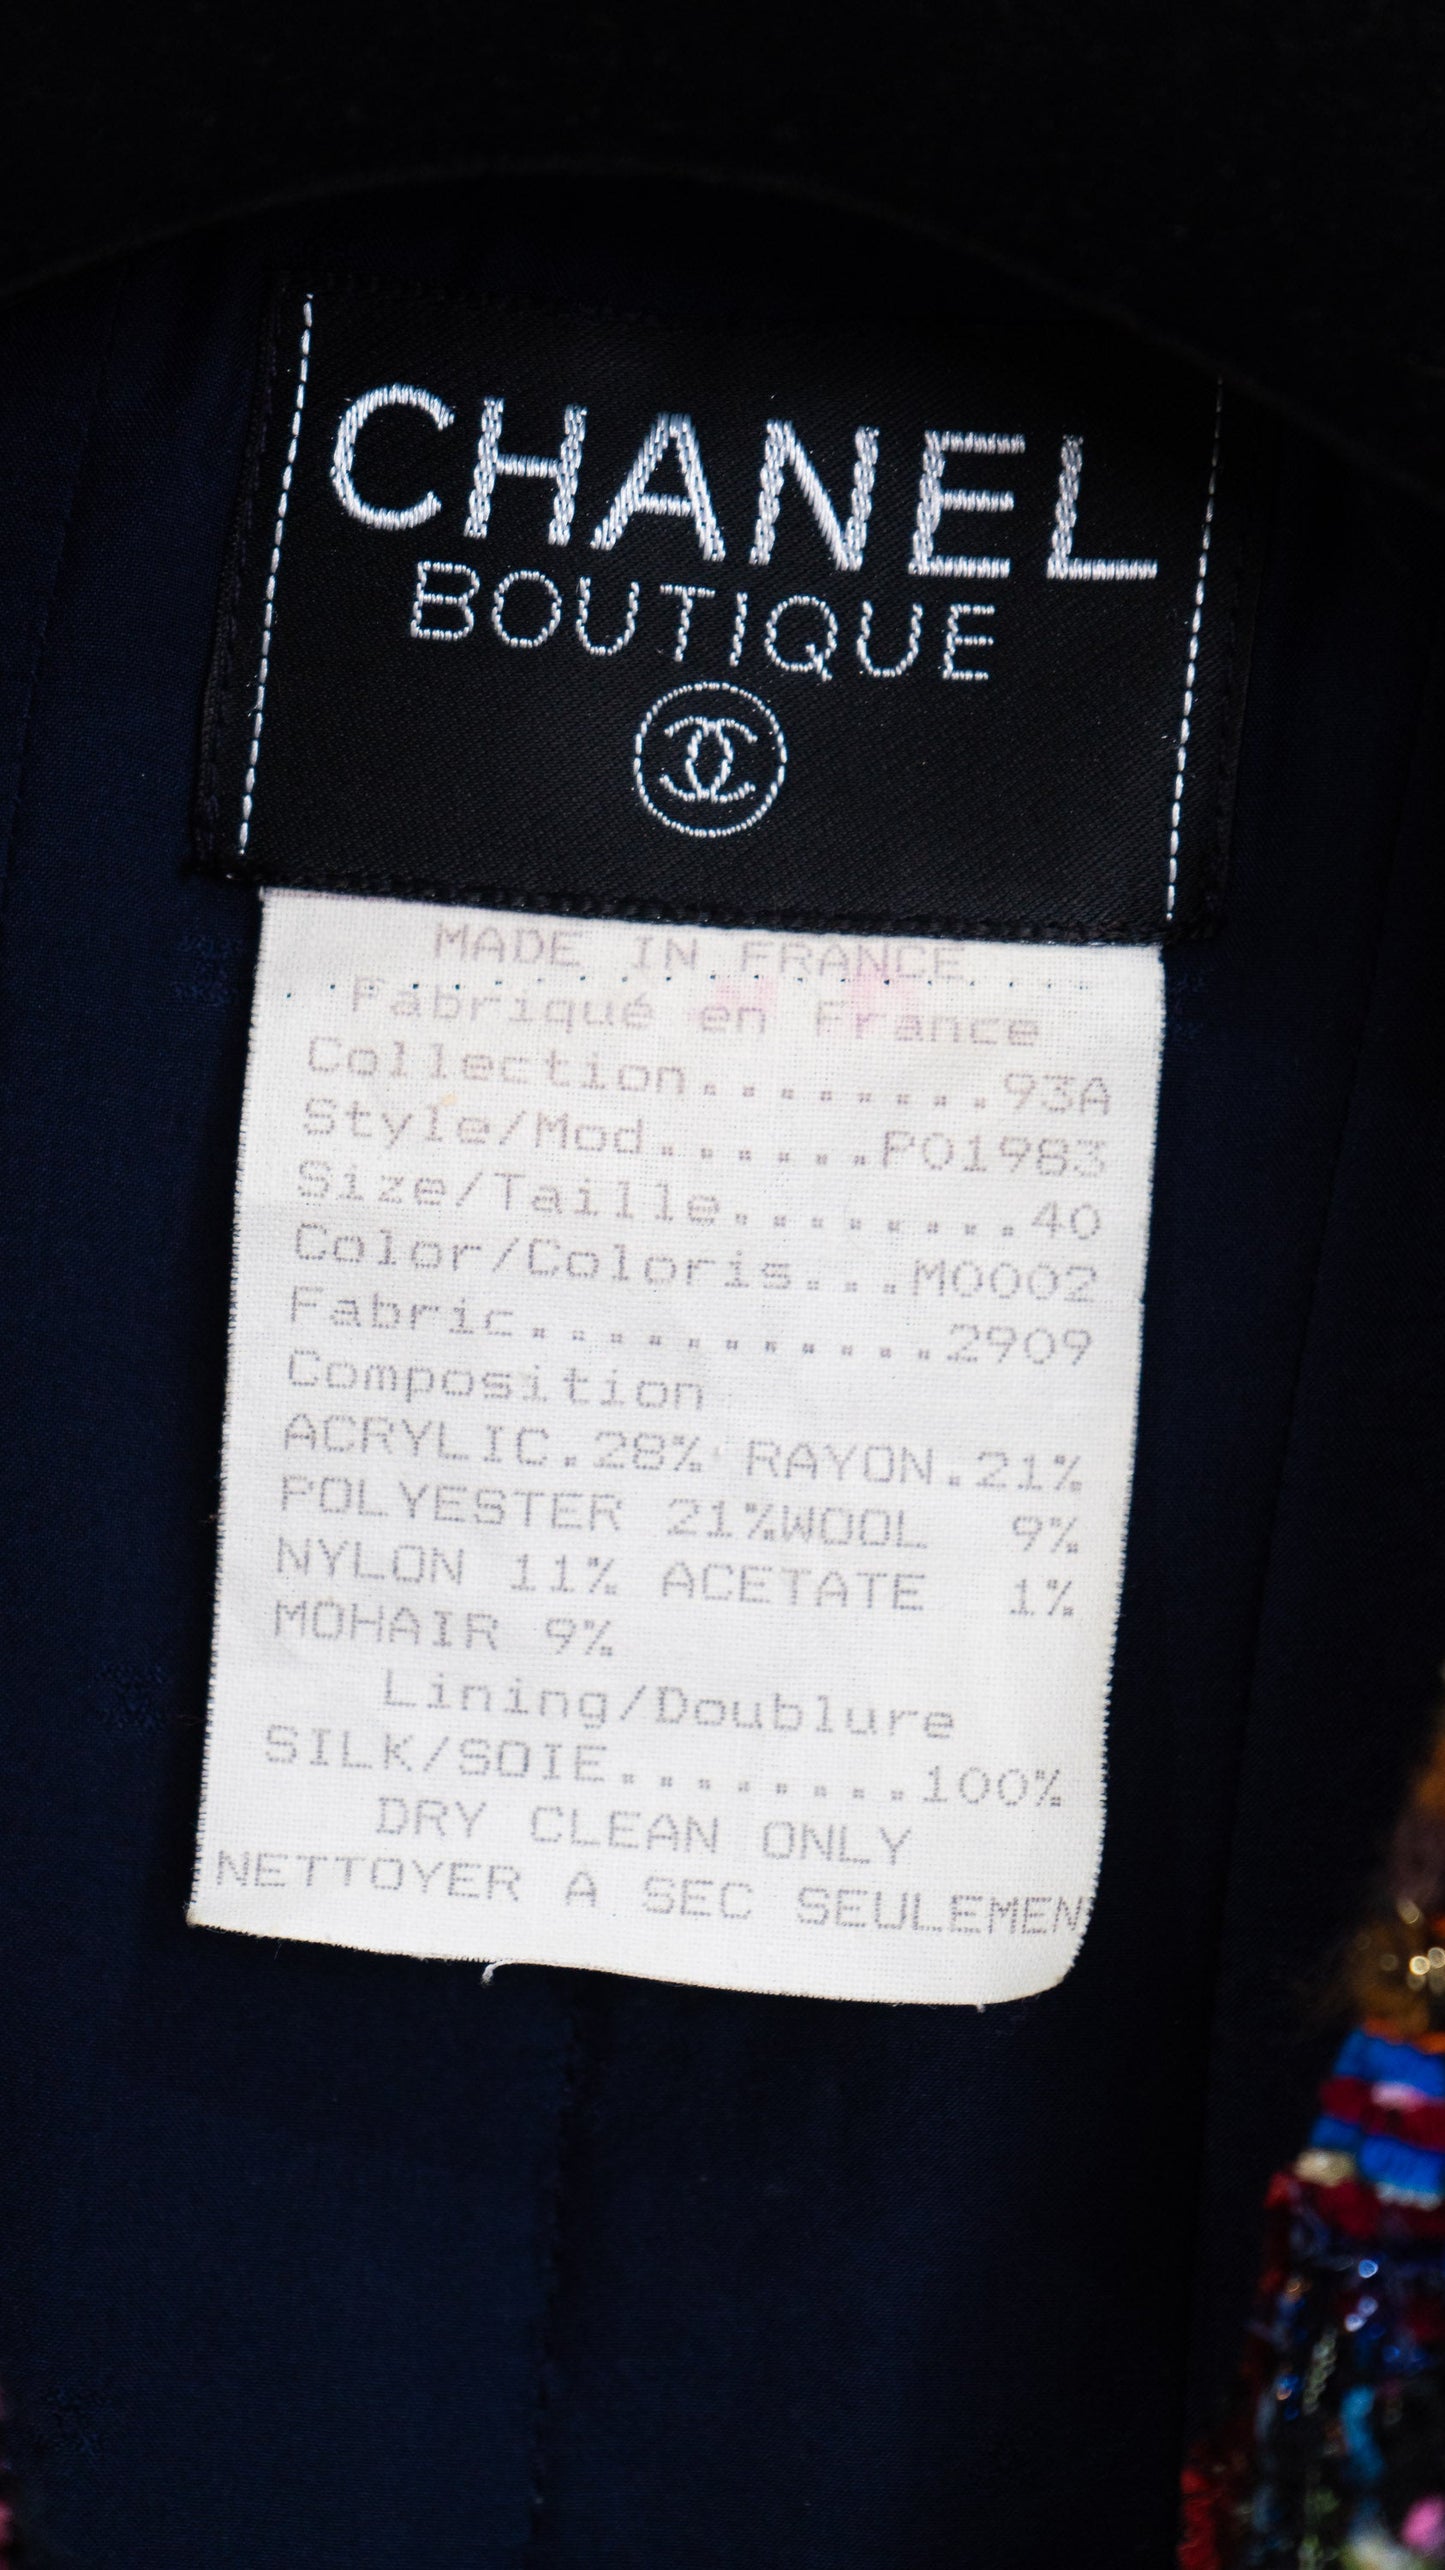 CHANEL
BOUTIQUE
MADE IN FRANCE
Fabriqué en France
Collection.........93A
Style/Mod......P01983
Size/Taille........40
Color/Coloris...M0002
Fabric...........2909
Composition
ACRYLIC.28% RAYON.21%
POLYESTER 21%WOOL 9%
NYLON 11% ACETATE 1%
MOHAIR 9%
Lining/Doublure
SILK/SOIE........100%
DRY CLEAN ONLY
NETTOYER A SEC SEULEMEN